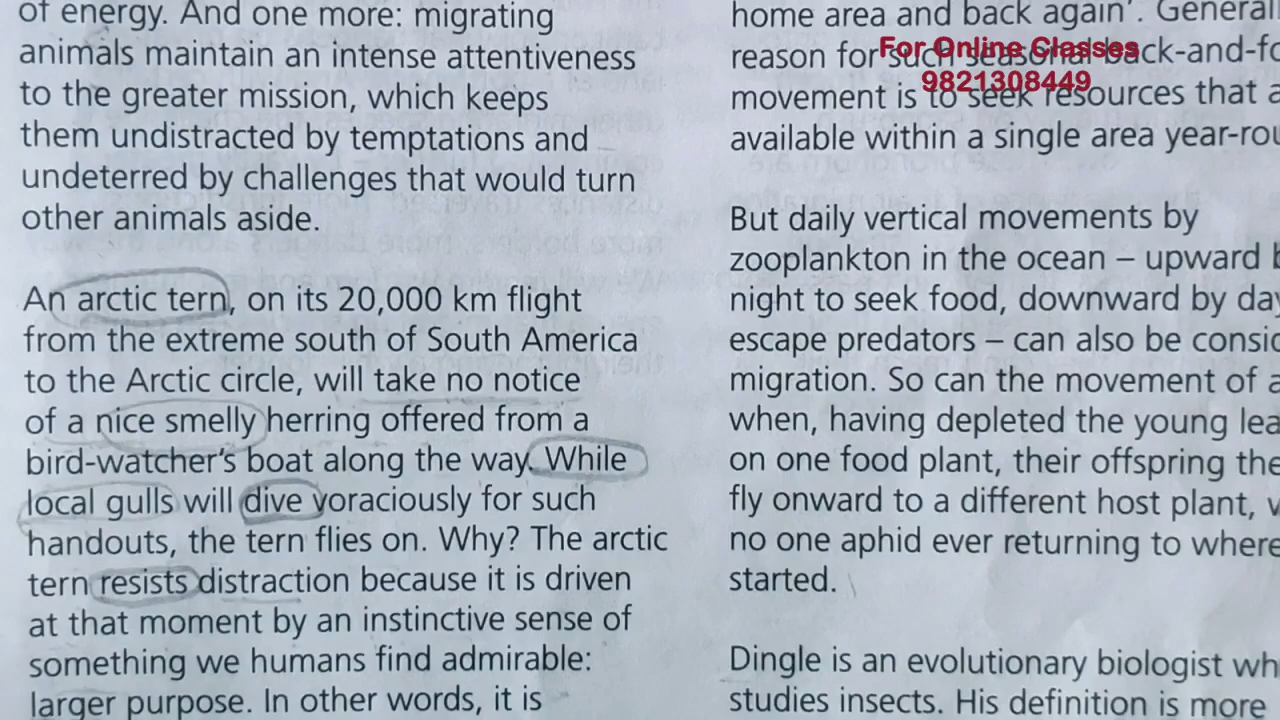 of energy. And one more: migrating
animals maintain an intense attentiveness
to the greater mission, which keeps
them undistracted by temptations and
undeterred by challenges that would turn
other animals aside.
An arctic tern, on its 20,000 km flight
from the extreme south of South America
to the Arctic circle, will take no notice
of a nice smelly herring offered from a
bird-watcher's boat along the way. While
local gulls will dive voraciously for such
handouts, the tern flies on. Why? The arctic
tern resists distraction because it is driven
at that moment by an instinctive sense of
something we humans find admirable:
larger purpose. In other words, it is
home area and back again'. Generall
reason for such seasonal back-and-fo
movement is to seek resources that a
available within a single area year-rou
But daily vertical movements by
zooplankton in the ocean – upward b
night to seek food, downward by day
escape predators – can also be consid
migration. So can the movement of a
when, having depleted the young lea
on one food plant, their offspring the
fly onward to a different host plant, w
no one aphid ever returning to where
started.
Dingle is an evolutionary biologist wh
studies insects. His definition is more
For Online Classes
9821308449